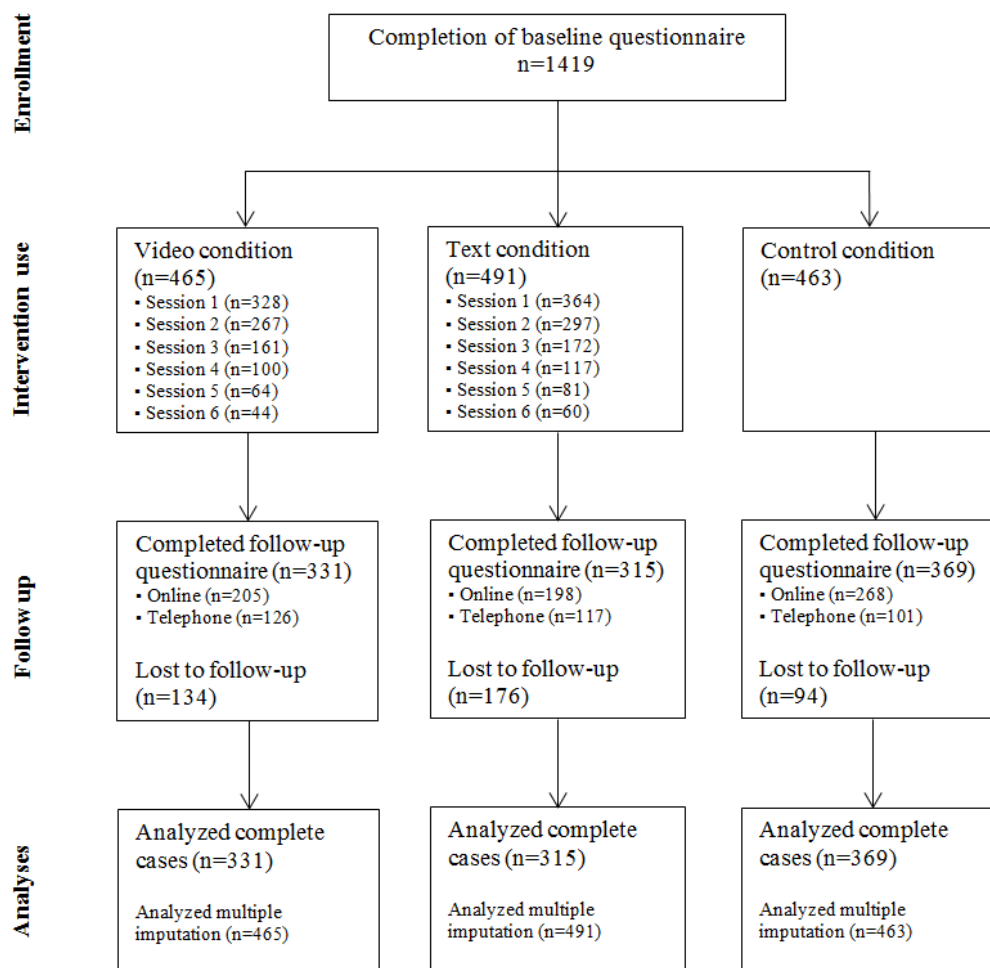 Enrollment
Completion of baseline questionnaire
n=1419
Intervention use
Video condition
(n=465)
▪ Session 1 (n=328)
▪ Session 2 (n=267)
▪ Session 3 (n=161)
▪ Session 4 (n=100)
▪ Session 5 (n=64)
▪ Session 6 (n=44)
Text condition
(n=491)
▪ Session 1 (n=364)
▪ Session 2 (n=297)
▪ Session 3 (n=172)
▪ Session 4 (n=117)
▪ Session 5 (n=81)
▪ Session 6 (n=60)
Control condition
(n=463)
Follow up
Completed follow-up
questionnaire (n=331)
▪ Online (n=205)
▪ Telephone (n=126)
Lost to follow-up
(n=134)
Completed follow-up
questionnaire (n=315)
▪ Online (n=198)
▪ Telephone (n=117)
Lost to follow-up
(n=176)
Completed follow-up
questionnaire (n=369)
▪ Online (n=268)
▪ Telephone (n=101)
Lost to follow-up
(n=94)
Analyses
Analyzed complete
cases (n=331)
Analyzed multiple
imputation (n=465)
Analyzed complete
cases (n=315)
Analyzed multiple
imputation (n=491)
Analyzed complete
cases (n=369)
Analyzed multiple
imputation (n=463)